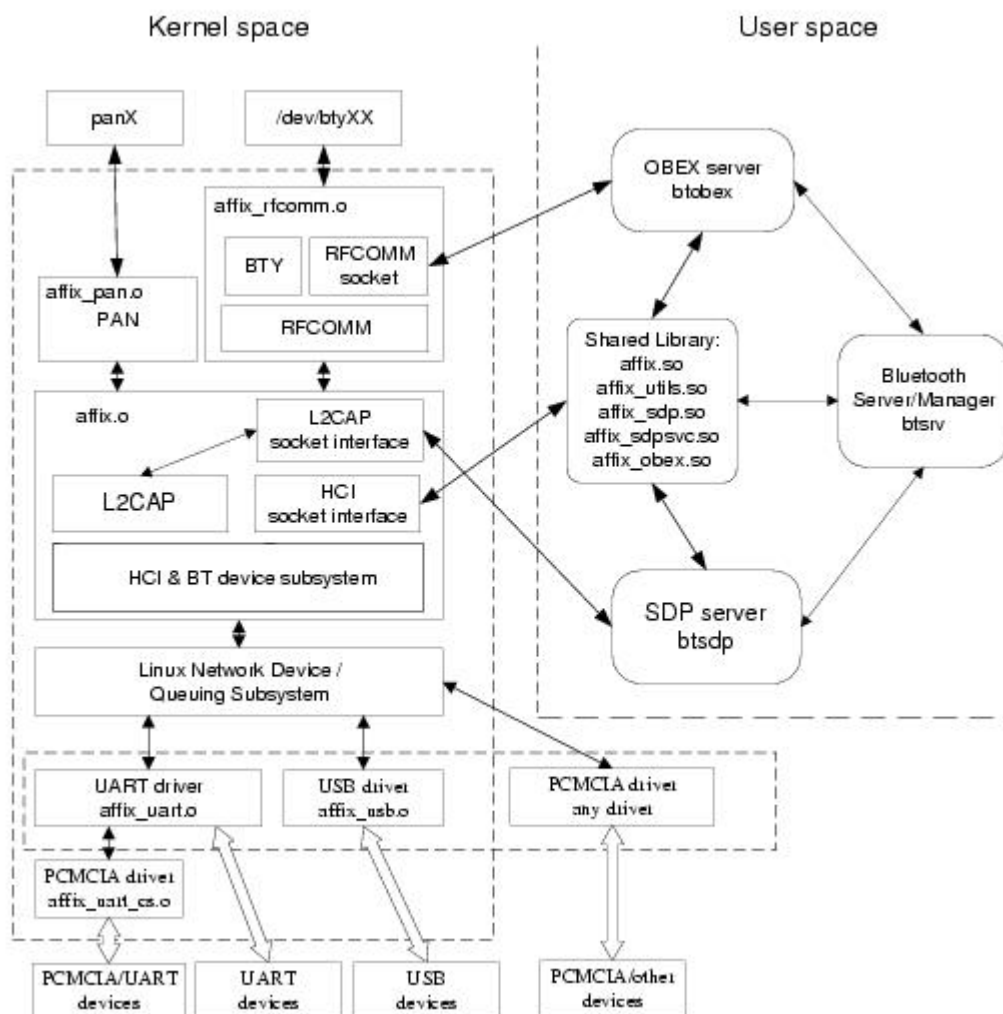 Kernel space
User space
panX
/dev/btyXX
OBEX server
btobex
affix_rfcomm.o
BTY
RFCOMM
socket
RFCOMM
affix_pan.o
PAN
Shared Library:
affix.so
affix_utils.so
affix_sdp.so
affix_sdpsvc.so
affix_obex.so
Bluetooth
Server/Manager
btsrv
affix.o
L2CAP
socket interface
L2CAP
HCI
socket interface
HCI & BT device subsystem
SDP server
btsdp
Linux Network Device /
Queuing Subsystem
UART driver
affix_uart.o
USB driver
affix_usb.o
PCMCIA driver
any driver
PCMCIA driver
affix_uart_cs.o
PCMCIA/UART
devices
UART
devices
USB
devices
PCMCIA/other
devices